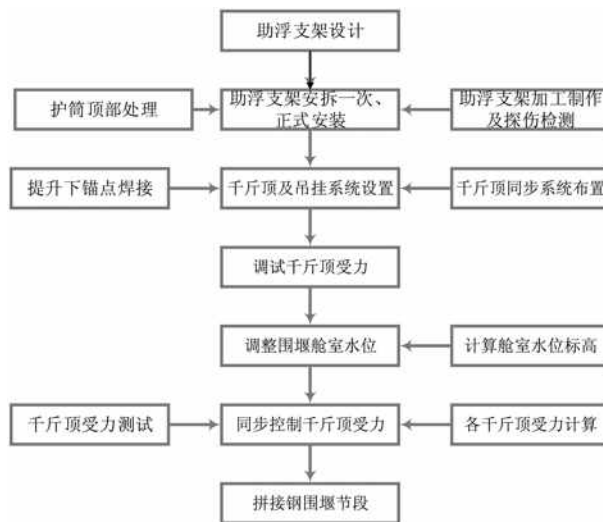 助浮支架设计
护筒顶部处理
助浮支架安拆一次、
正式安装
助浮支架加工制作
及探伤检测
提升下锚点焊接
千斤顶及吊挂系统设置
千斤顶同步系统布置
调试千斤顶受力
调整围堰舱室水位
计算舱室水位标高
千斤顶受力测试
同步控制千斤顶受力
各千斤顶受力计算
拼接钢围堰节段